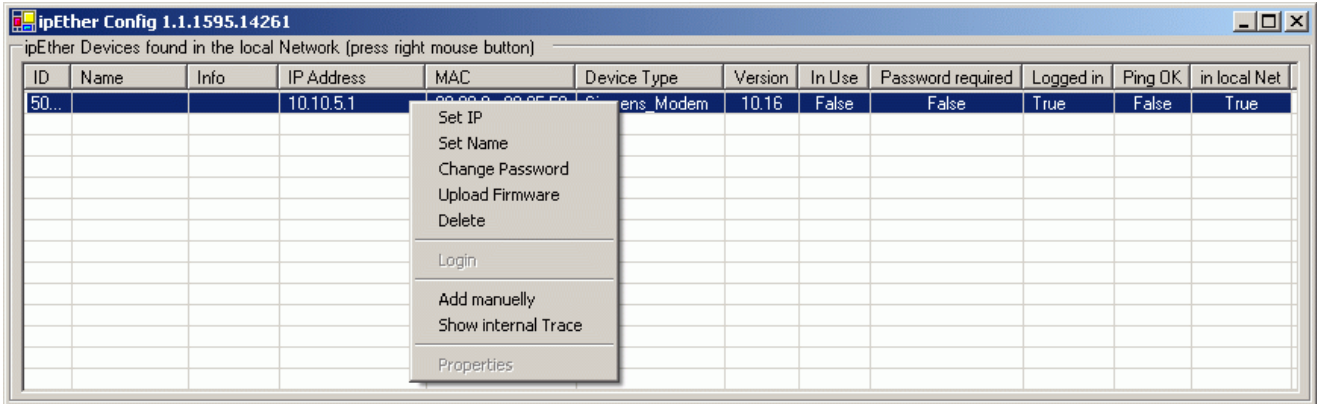 ipEther Config 1.1.1595.14261
ipEther Devices found in the local Network (press right mouse button)
ID Name Info IP Address MAC Device Type Version In Use Password required Logged in Ping OK in local Net
50... 10.10.5.1 ens_Modem 10.16 False False True False True
Set IP
Set Name
Change Password
Upload Firmware
Delete
Login
Add manuelly
Show internal Trace
Properties